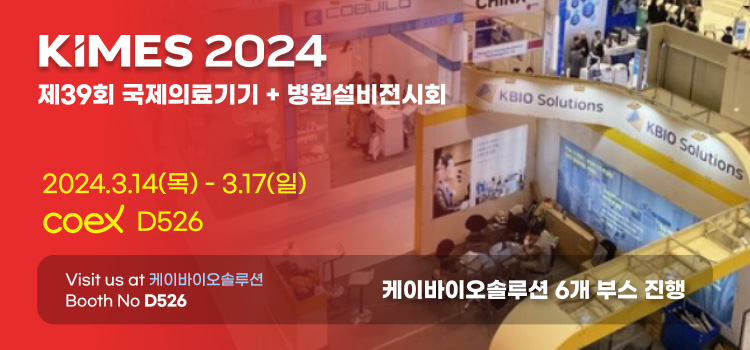 KIMES 2024
제39회 국제의료기기 + 병원설비전시회
2024.3.14(목) - 3.17(일)
coex D526
Visit us at 케이바이오솔루션
Booth No D526
케이바이오솔루션 6개 부스 진행
COBUILD
CHINA
KBIO Solutions
KBIO Solutions